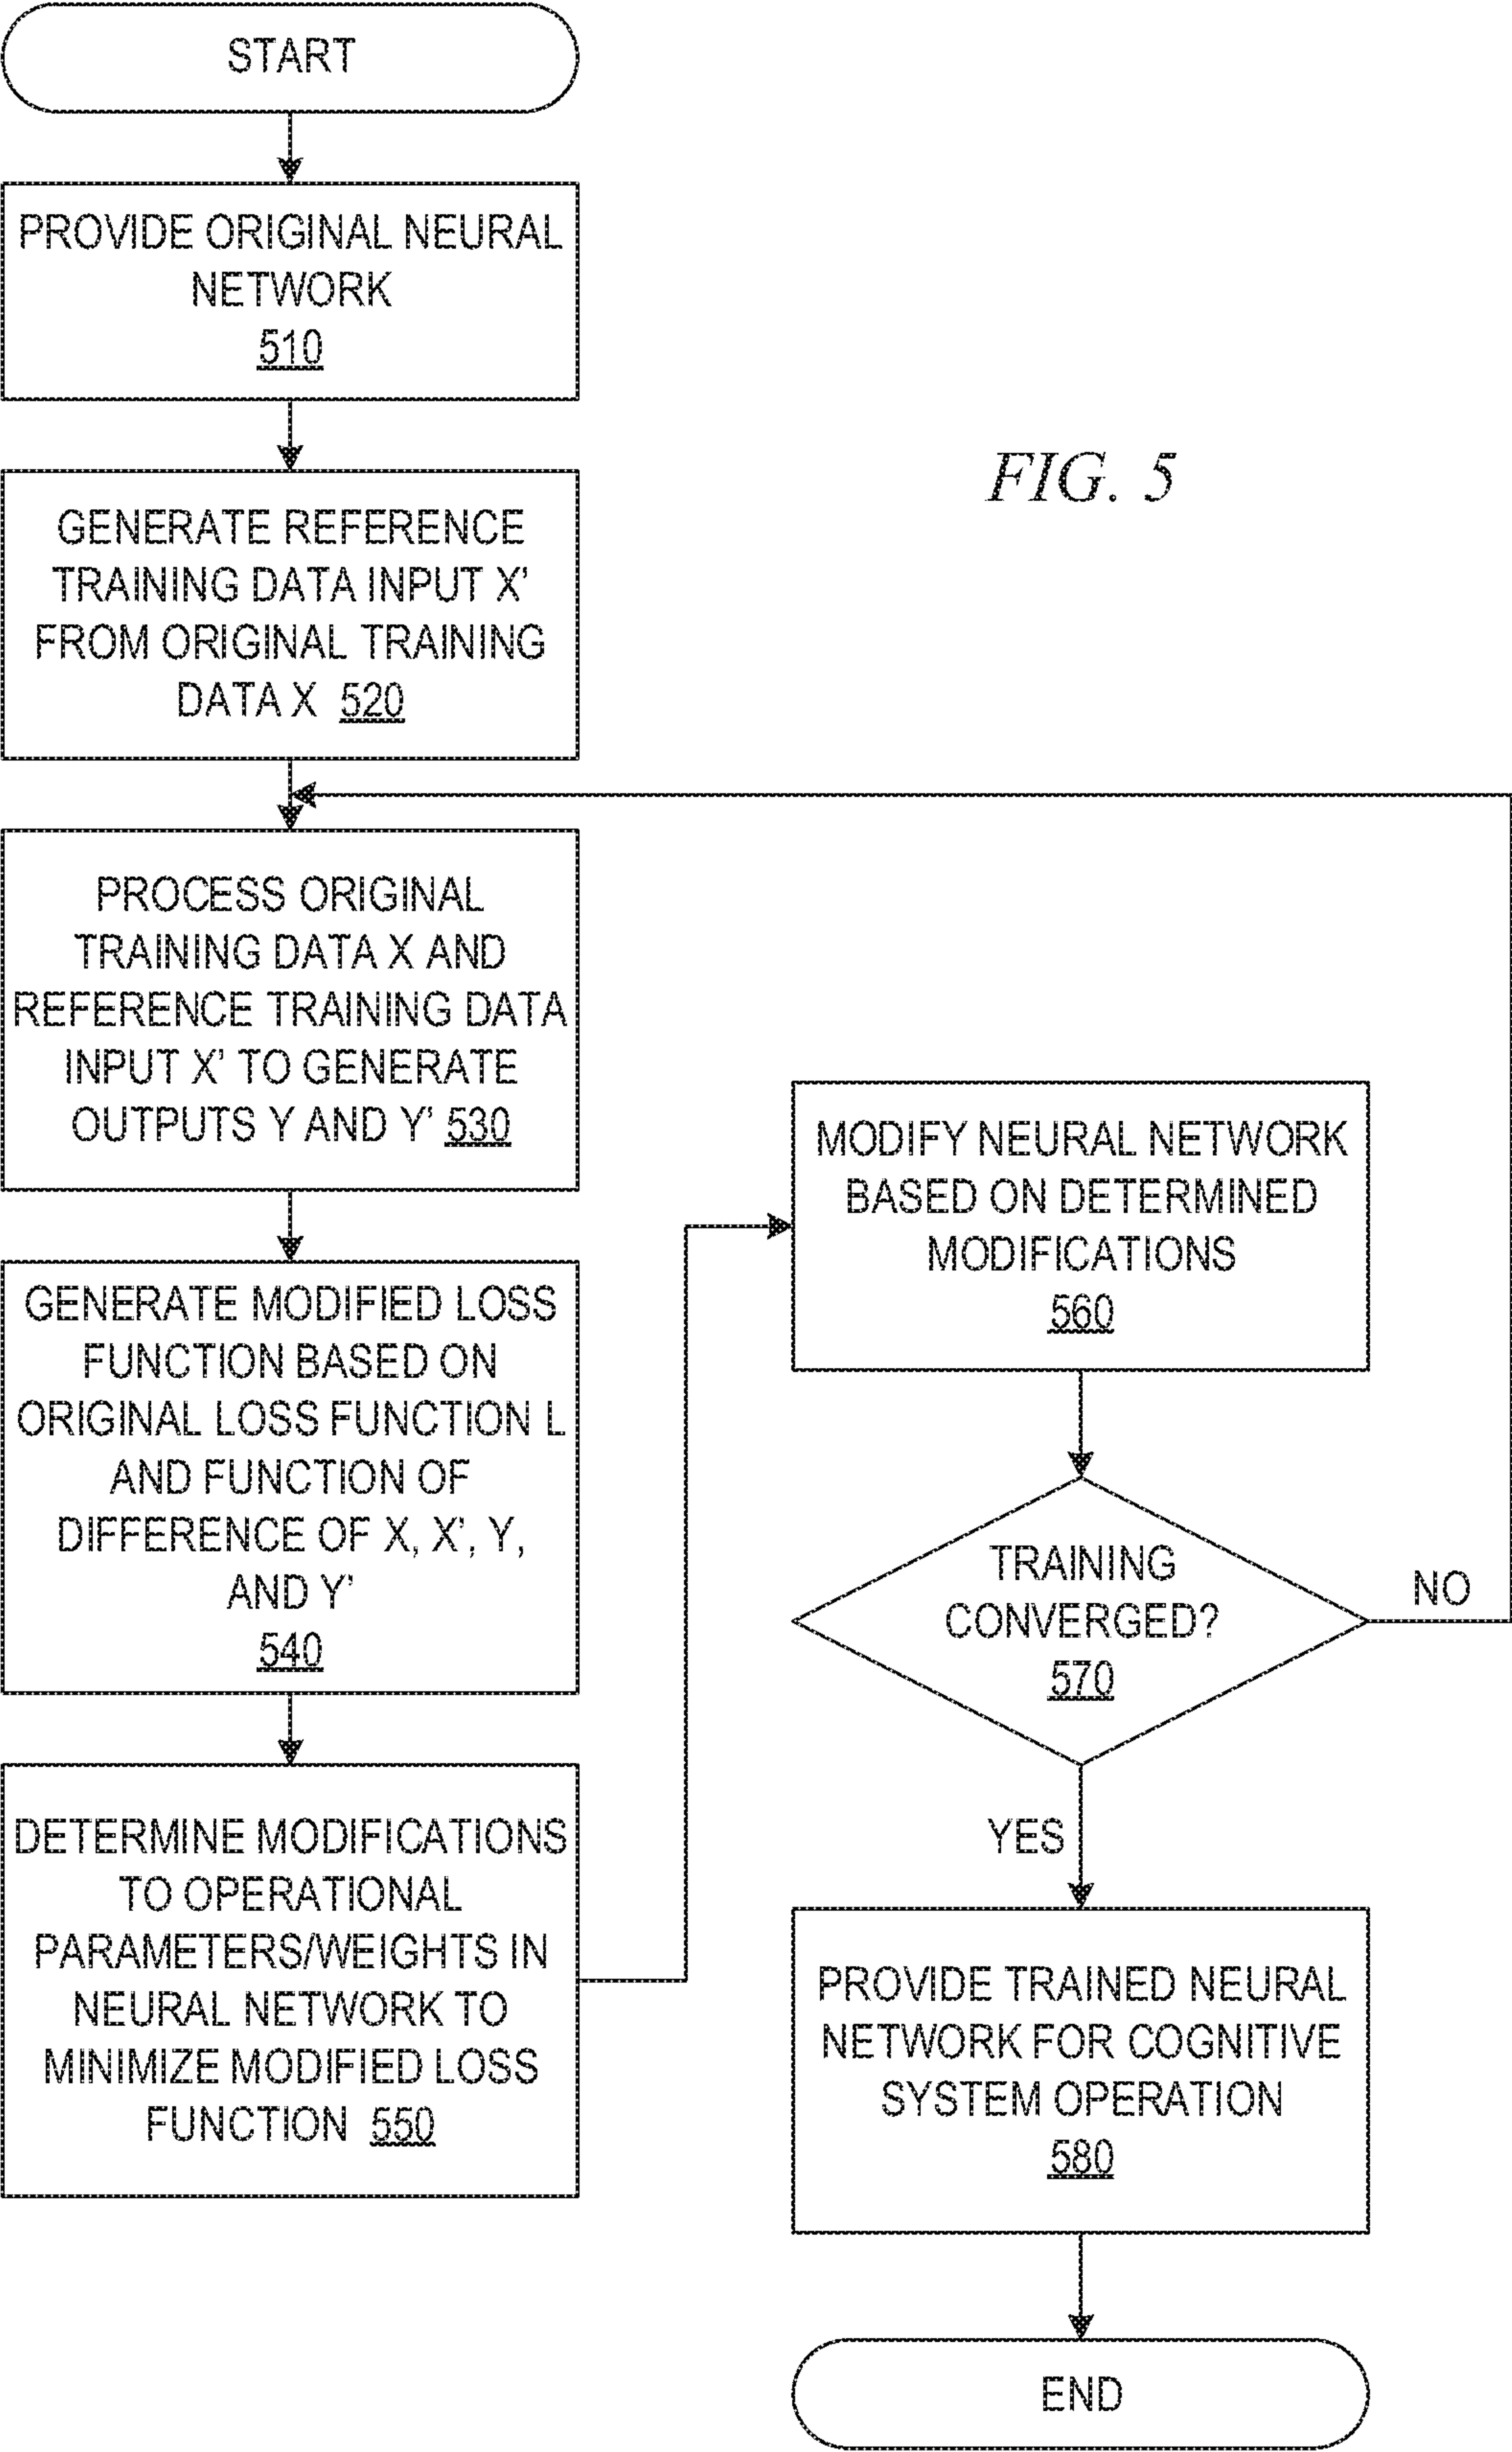 START
PROVIDE ORIGINAL NEURAL
NETWORK
510
GENERATE REFERENCE
TRAINING DATA INPUT X'
FROM ORIGINAL TRAINING
DATA X 520
FIG. 5
PROCESS ORIGINAL
TRAINING DATA X AND
REFERENCE TRAINING DATA
INPUT X' TO GENERATE
OUTPUTS Y AND Y' 530
GENERATE MODIFIED LOSS
FUNCTION BASED ON
ORIGINAL LOSS FUNCTION L
AND FUNCTION OF
DIFFERENCE OF X, X', Y,
AND Y'
540
DETERMINE MODIFICATIONS
TO OPERATIONAL
PARAMETERS/WEIGHTS IN
NEURAL NETWORK TO
MINIMIZE MODIFIED LOSS
FUNCTION 550
MODIFY NEURAL NETWORK
BASED ON DETERMINED
MODIFICATIONS
560
TRAINING
CONVERGED?
570
NO
YES
PROVIDE TRAINED NEURAL
NETWORK FOR COGNITIVE
SYSTEM OPERATION
580
END